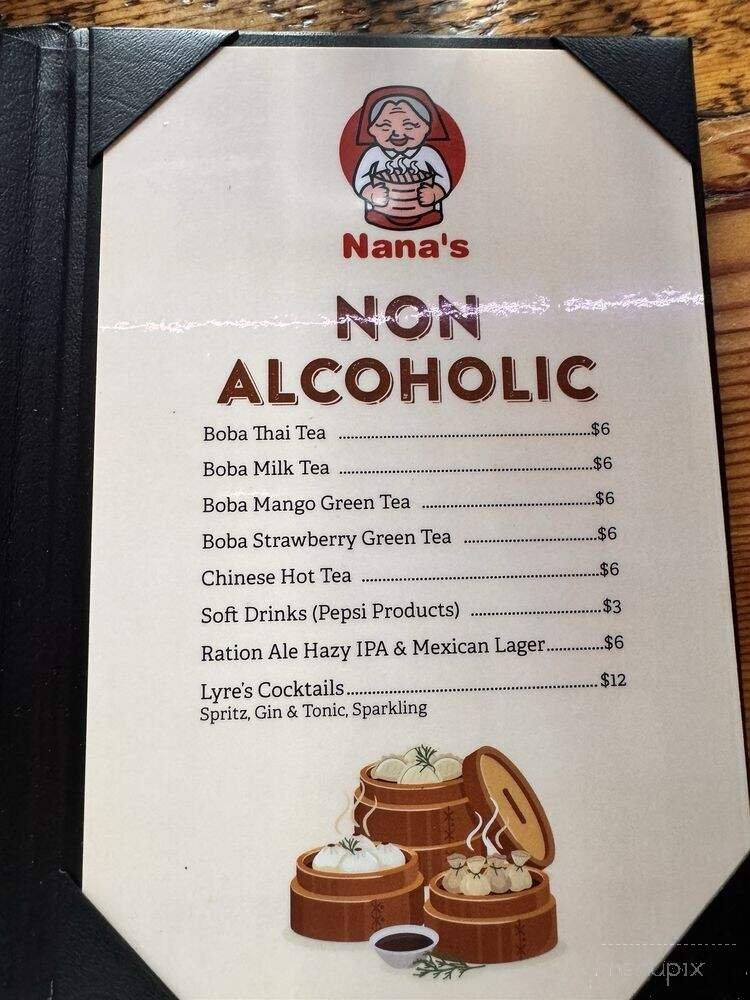 Nana's
NON
ALCOHOLIC
Boba Thai Tea ........................................................$6
Boba Milk Tea ........................................................$6
Boba Mango Green Tea ......................................$6
Boba Strawberry Green Tea .............................$6
Chinese Hot Tea ....................................................$6
Soft Drinks (Pepsi Products) .............................$3
Ration Ale Hazy IPA & Mexican Lager............$6
Lyre's Cocktails.......................................................$12
Spritz, Gin & Tonic, Sparkling
menupix